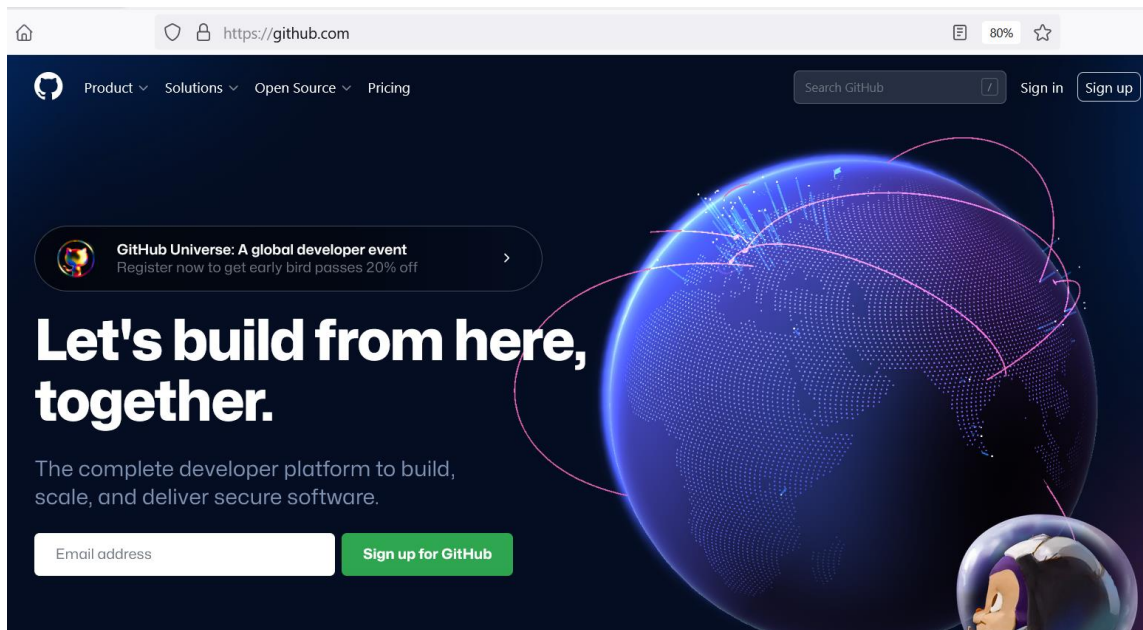 https://github.com
80%
Product
Solutions
Open Source
Pricing
Search GitHub
/
Sign in
Sign up
GitHub Universe: A global developer event
Register now to get early bird passes 20% off
Let's build from here,
together.
The complete developer platform to build,
scale, and deliver secure software.
Email address
Sign up for GitHub